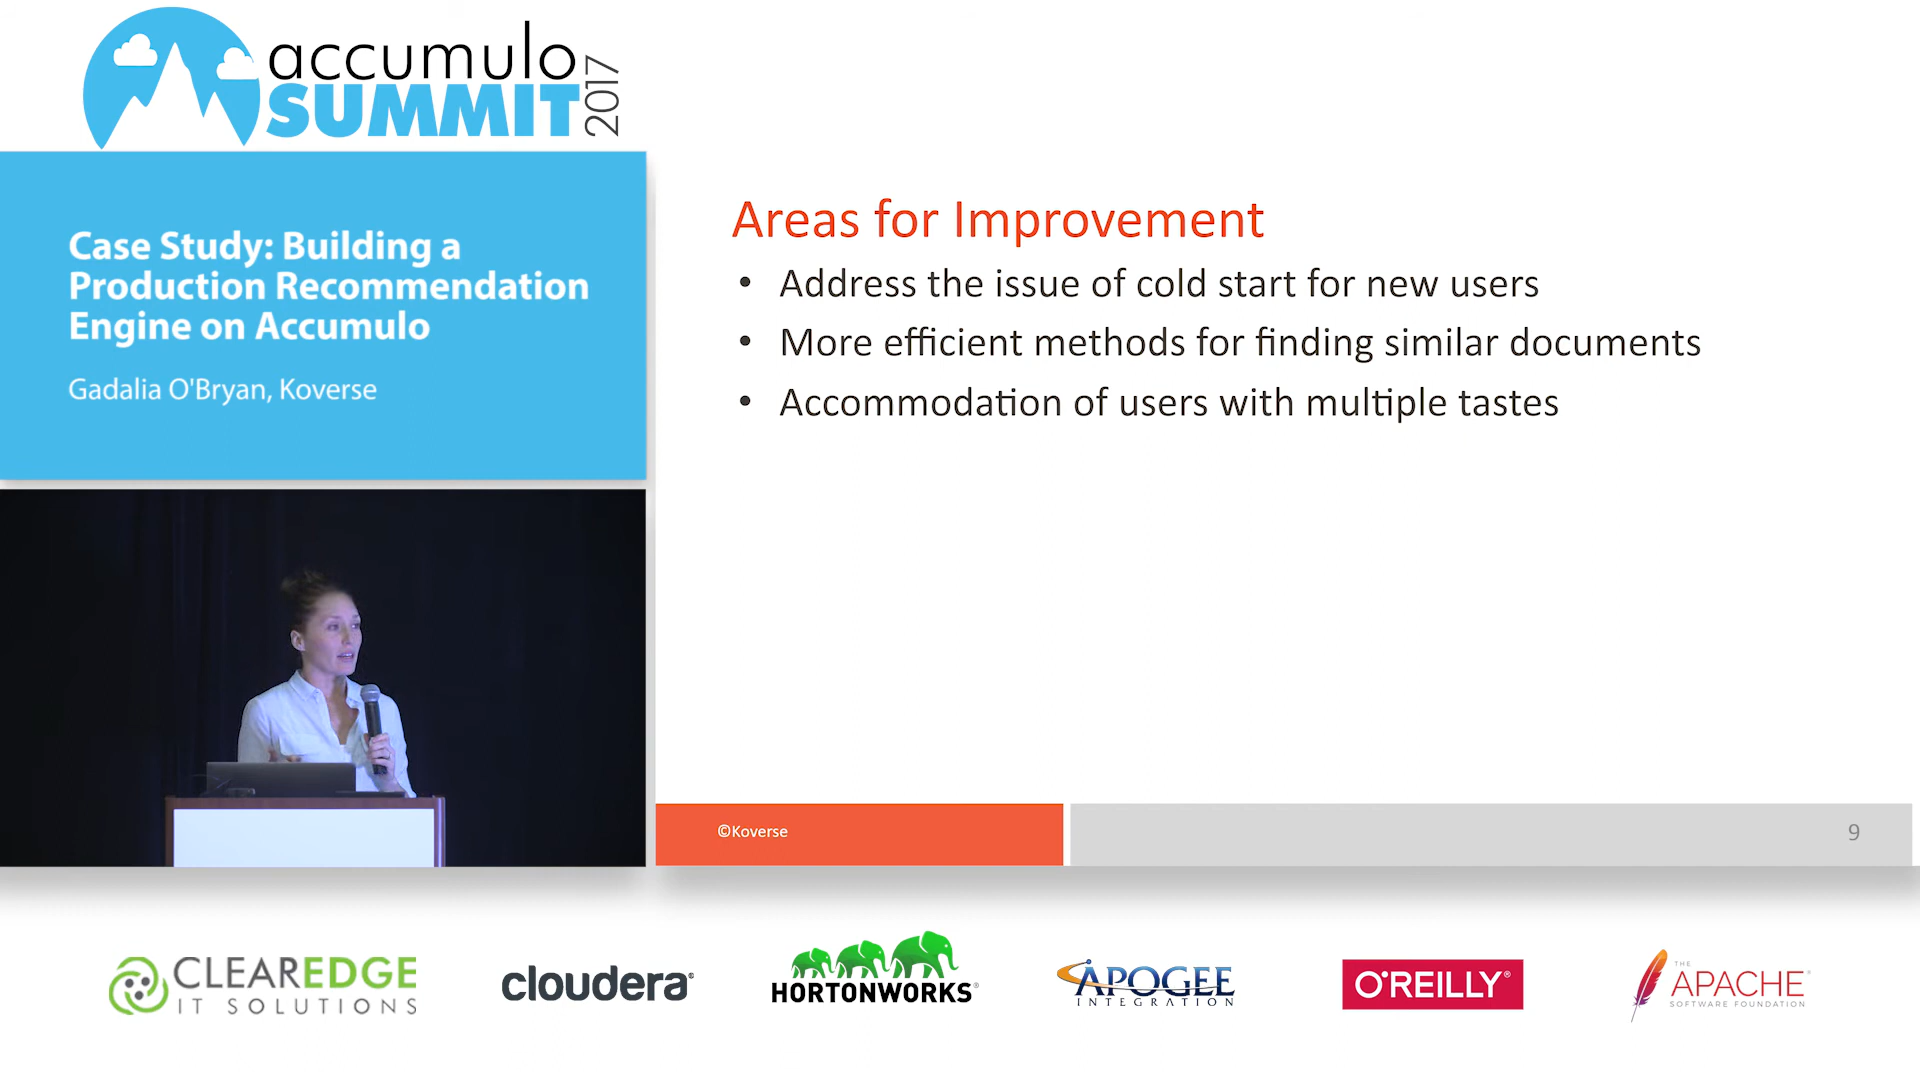 accumulo
SUMMIT
2017
Case Study: Building a
Production Recommendation
Engine on Accumulo
Gadalia O'Bryan, Koverse
Areas for Improvement
• Address the issue of cold start for new users
• More efficient methods for finding similar documents
• Accommodation of users with multiple tastes
©Koverse
9
CLEAREDGE
IT SOLUTIONS
cloudera®
HORTONWORKS®
APOGEE
INTEGRATION
O'REILLY®
THE
APACHE®
SOFTWARE FOUNDATION